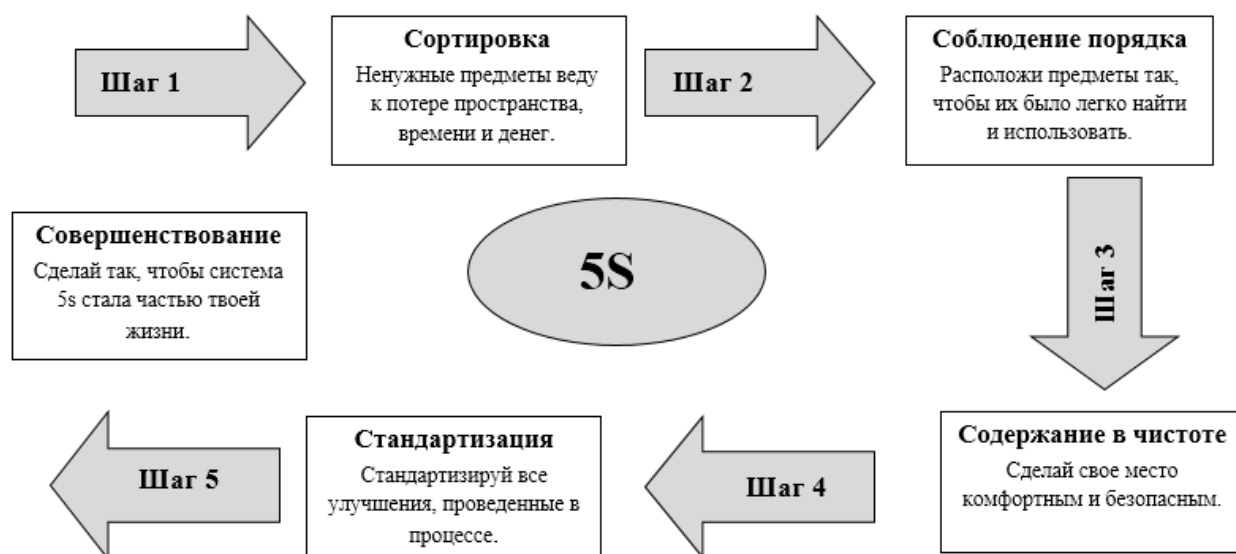 Шаг 1
Сортировка
Ненужные предметы веду
к потере пространства,
времени и денег.
Шаг 2
Соблюдение порядка
Расположи предметы так,
чтобы их было легко найти
и использовать.
Шаг 3
Совершенствование
Сделай так, чтобы система
5s стала частью твоей
жизни.
5S
Содержание в чистоте
Сделай свое место
комфортным и безопасным.
Шаг 4
Стандартизация
Стандартизируй все
улучшения, проведенные в
процессе.
Шаг 5